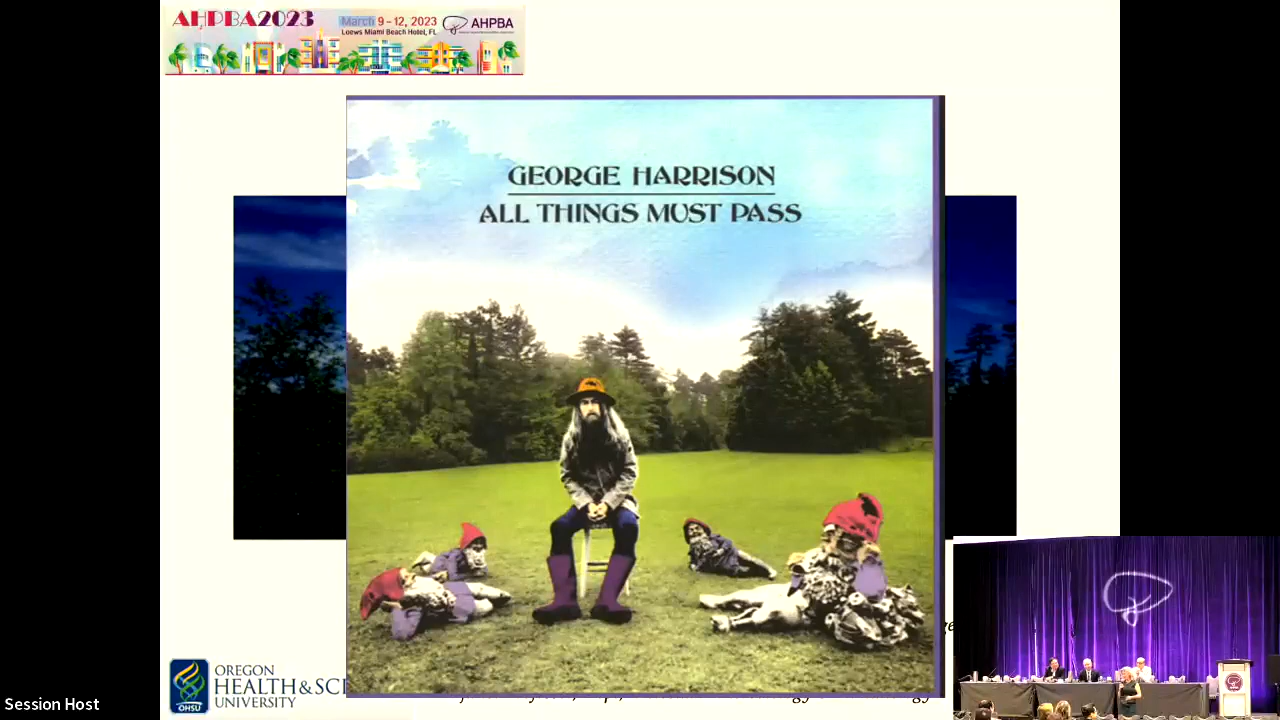 AHPBA2023
March 9 - 12, 2023
Loews Miami Beach Hotel, FL
AHPBA
GEORGE HARRISON
ALL THINGS MUST PASS
OREGON
HEALTH & SCI
UNIVERSITY
OHSU
Session Host